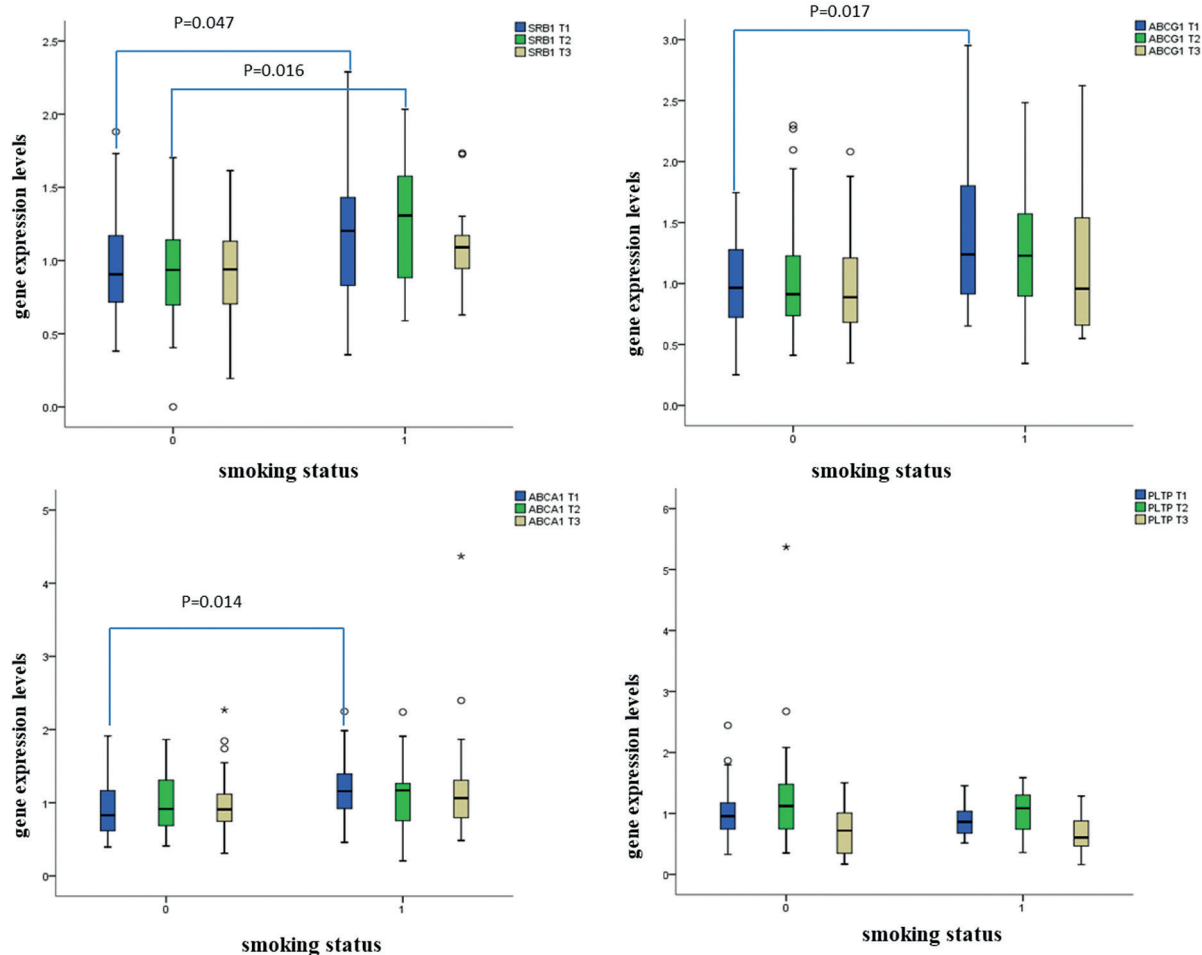 P=0.047
P=0.016
SRB1 T1
SRB1 T2
SRB1 T3
gene expression levels
2.5
2.0
1.5
1.0
0.5
0.0
0
1
smoking status
P=0.017
ABCG1 T1
ABCG1 T2
ABCG1 T3
gene expression levels
3.0
2.5
2.0
1.5
1.0
0.5
0.0
0
1
smoking status
P=0.014
ABCA1 T1
ABCA1 T2
ABCA1 T3
gene expression levels
5
4
3
2
1
0
0
1
smoking status
PLTP T1
PLTP T2
PLTP T3
gene expression levels
6
5
4
3
2
1
0
0
1
smoking status